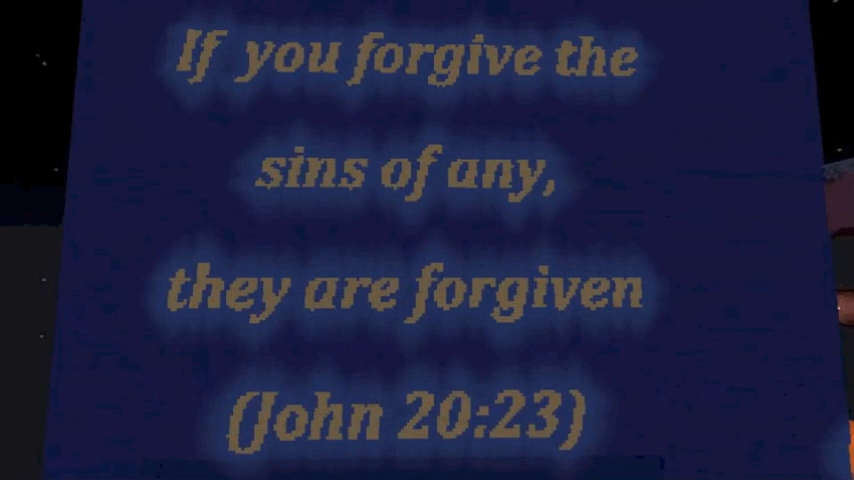 If you forgive the
sins of any,
they are forgiven
(John 20:23)